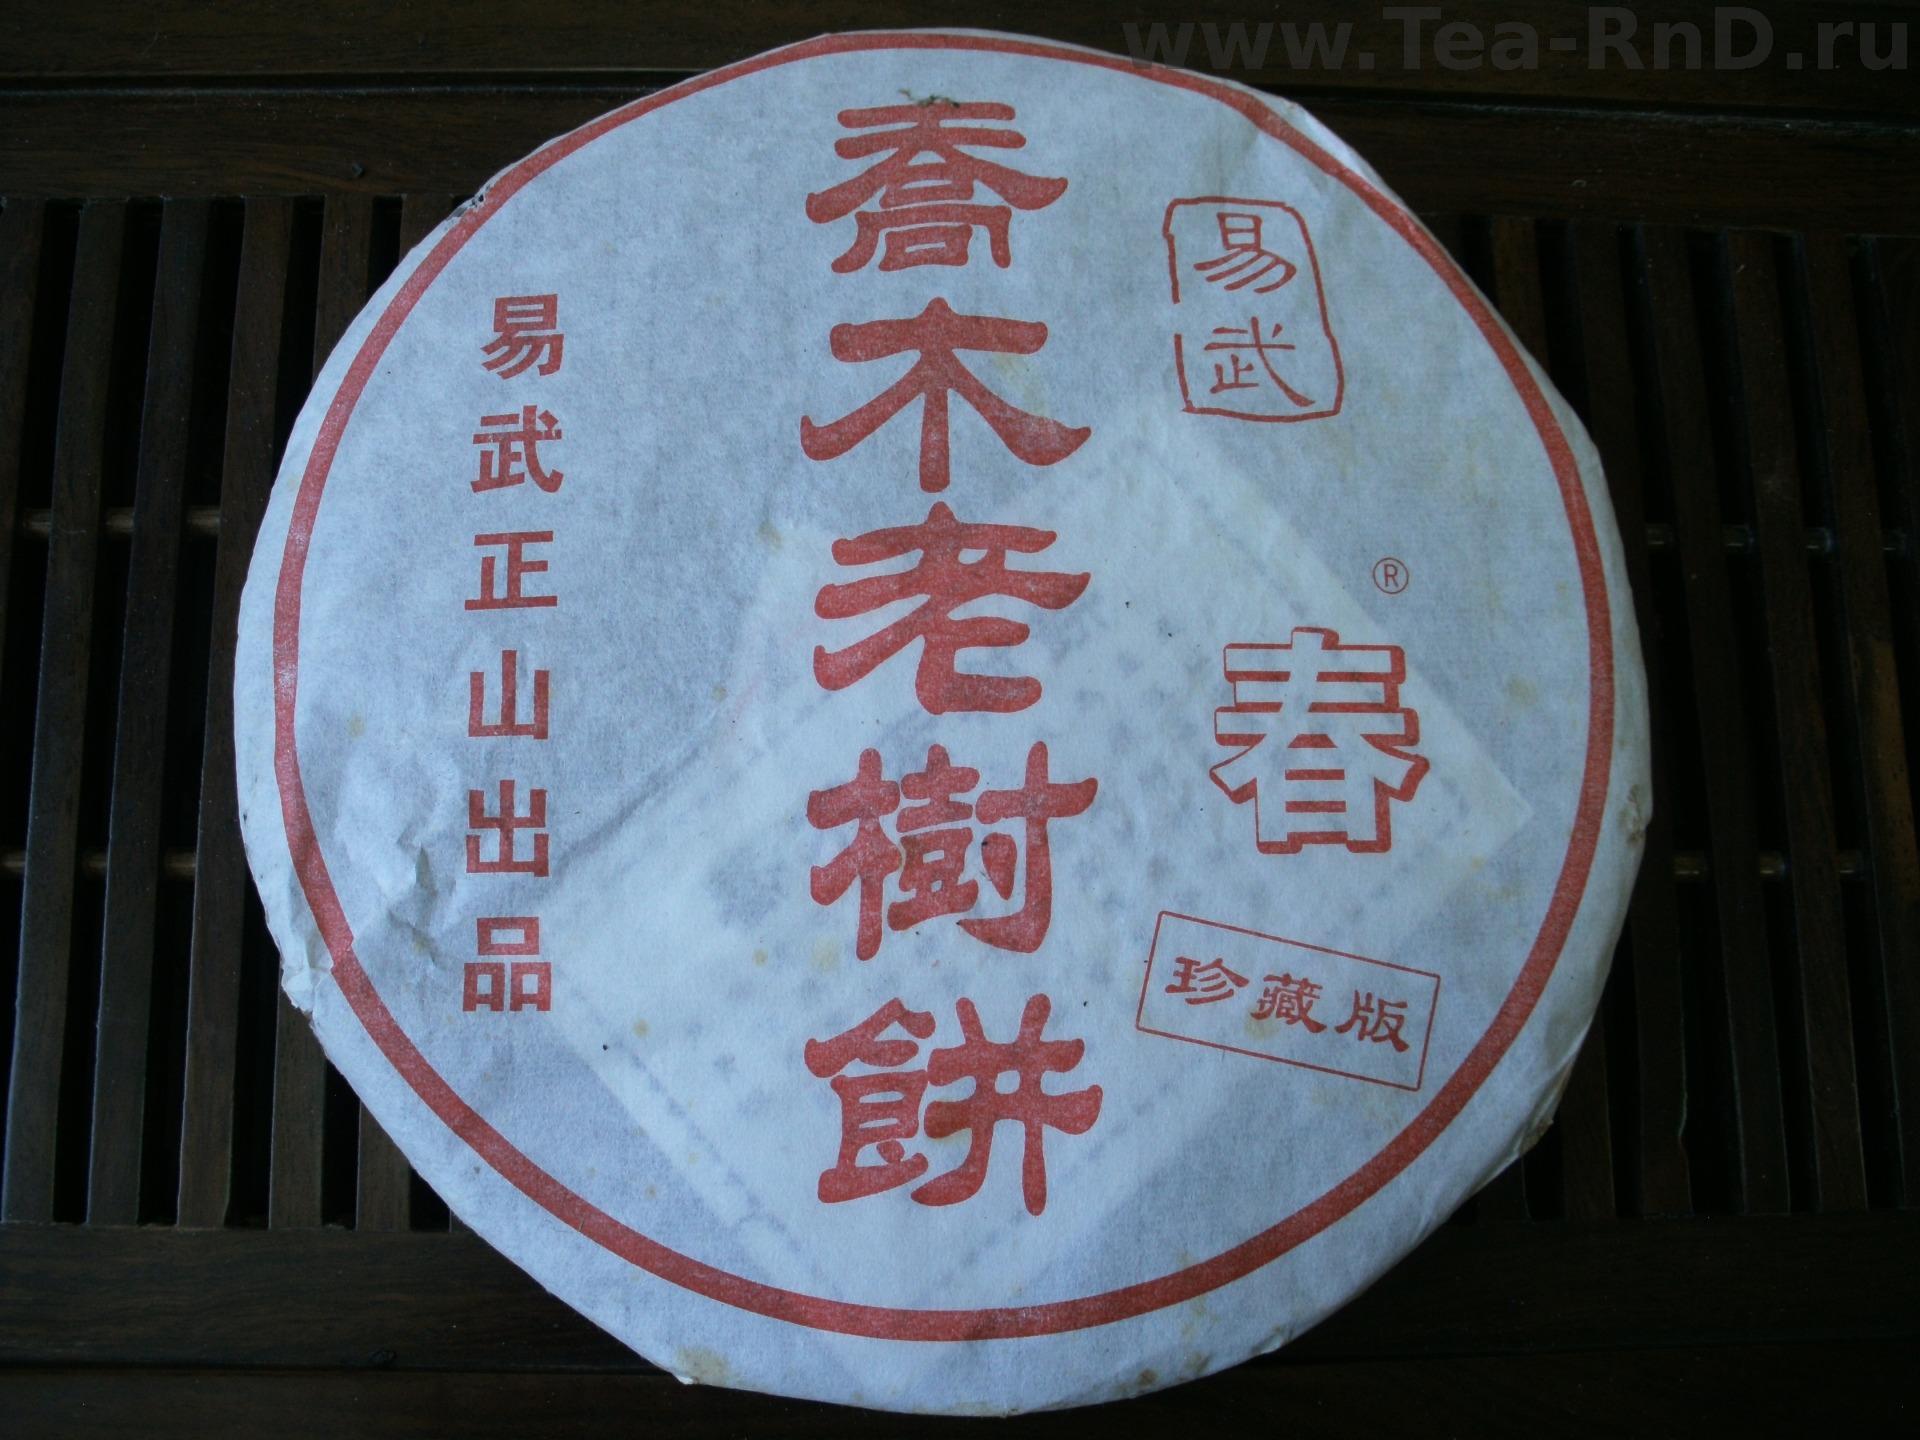 www.Tea-RnD.ru
易武
®
春
珍藏版
喬木老樹餅
易武正山出品